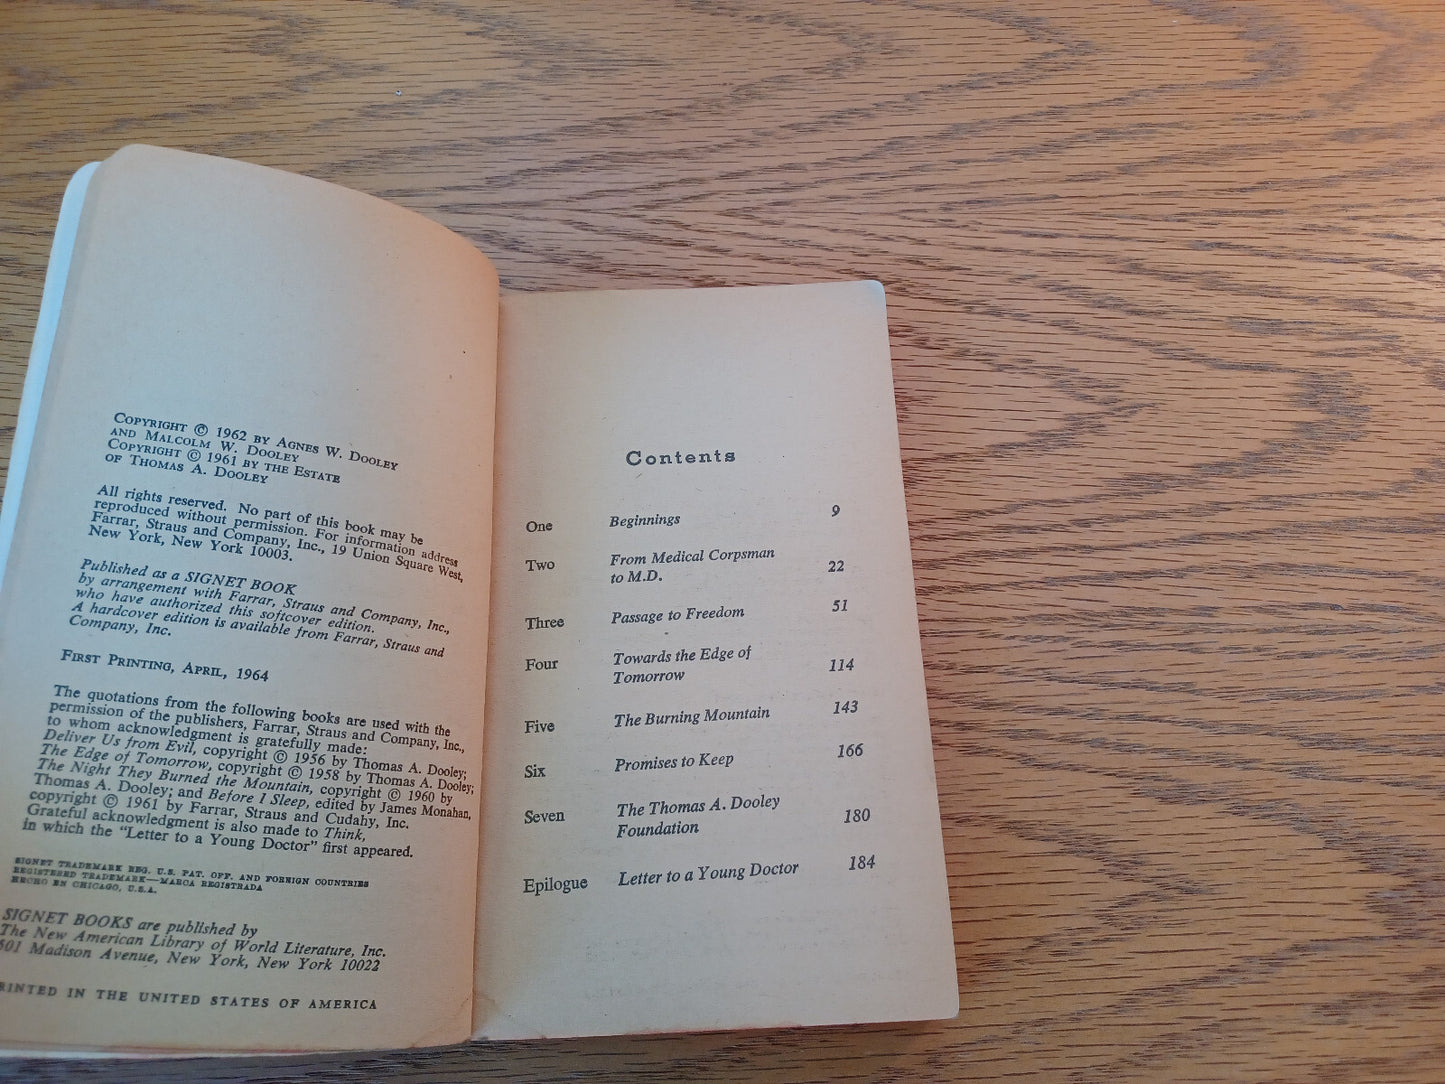 COPYRIGHT © 1962 BY AGNES W. DOOLEY
AND MALCOLM W. DOOLEY
COPYRIGHT © 1961 BY THE ESTATE
OF THOMAS A. DOOLEY
All rights reserved. No part of this book may be
reproduced without permission. For information address
Farrar, Straus and Company, Inc., 19 Union Square West,
New York, New York 10003.
Published as a SIGNET BOOK
by arrangement with Farrar, Straus and Company, Inc.,
who have authorized this softcover edition.
A hardcover edition is available from Farrar, Straus and
Company, Inc.
FIRST PRINTING, APRIL, 1964
The quotations from the following books are used with the
permission of the publishers, Farrar, Straus and Company, Inc.,
to whom acknowledgment is gratefully made:
Deliver Us from Evil, copyright © 1956 by Thomas A. Dooley;
The Edge of Tomorrow, copyright © 1958 by Thomas A. Dooley;
The Night They Burned the Mountain, copyright © 1960 by
Thomas A. Dooley; and Before I Sleep, edited by James Monahan,
copyright © 1961 by Farrar, Straus and Cudahy, Inc.
Grateful acknowledgment is also made to Think,
in which the "Letter to a Young Doctor" first appeared.
SIGNET TRADEMARK REG. U.S. PAT. OFF. AND FOREIGN COUNTRIES
REGISTERED TRADEMARK—MARCA REGISTRADA
HECHO EN CHICAGO, U.S.A.
SIGNET BOOKS are published by
The New American Library of World Literature, Inc.
501 Madison Avenue, New York, New York 10022
RINTED IN THE UNITED STATES OF AMERICA
Contents
One Beginnings 9
Two From Medical Corpsman
to M.D. 22
Three Passage to Freedom 51
Four Towards the Edge of
Tomorrow 114
Five The Burning Mountain 143
Six Promises to Keep 166
Seven The Thomas A. Dooley
Foundation 180
Epilogue Letter to a Young Doctor 184